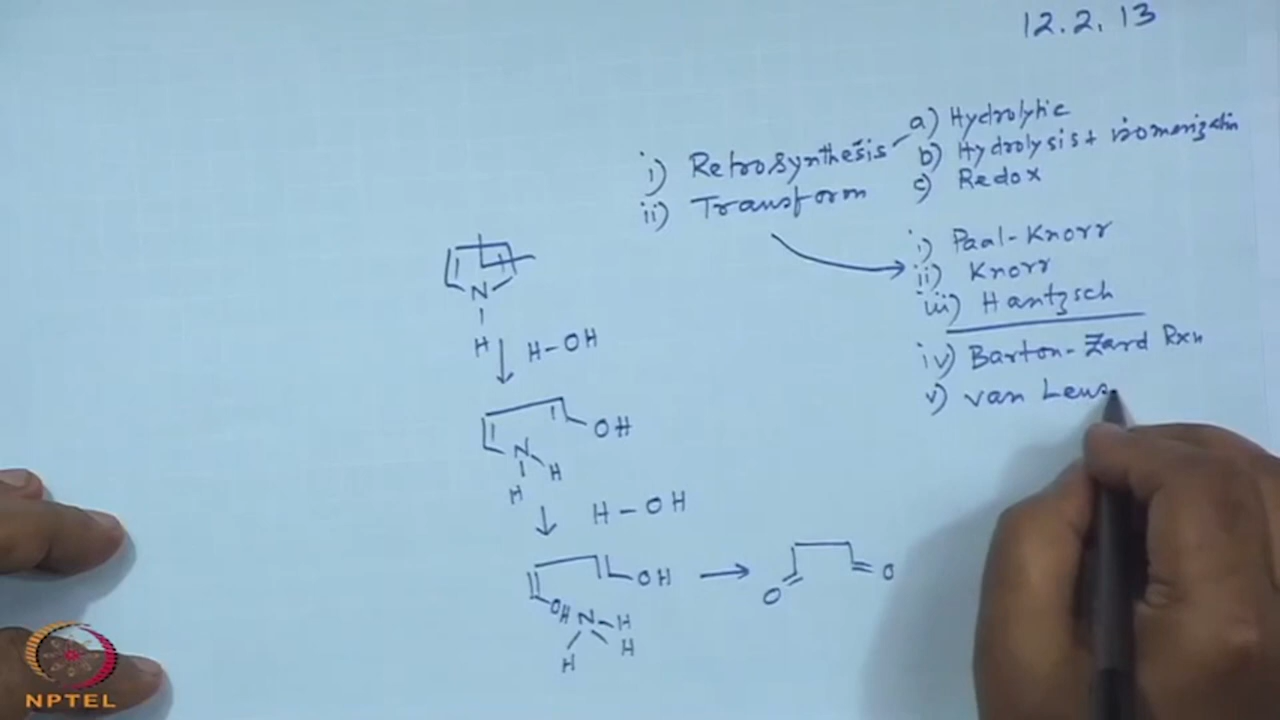 12.2.13
i) Retrosynthesis
ii) Transform
a) Hydrolytic
b) Hydrolysis + isomerizatin
c) Redox
i) Paal-Knorr
ii) Knorr
iii) Hantzsch
iv) Barton-Zard Rxn
v) van Leus
N
H
H-OH
OH
N
H
H
H-OH
OH
OH
N
H
H
H
O
O
NPTEL